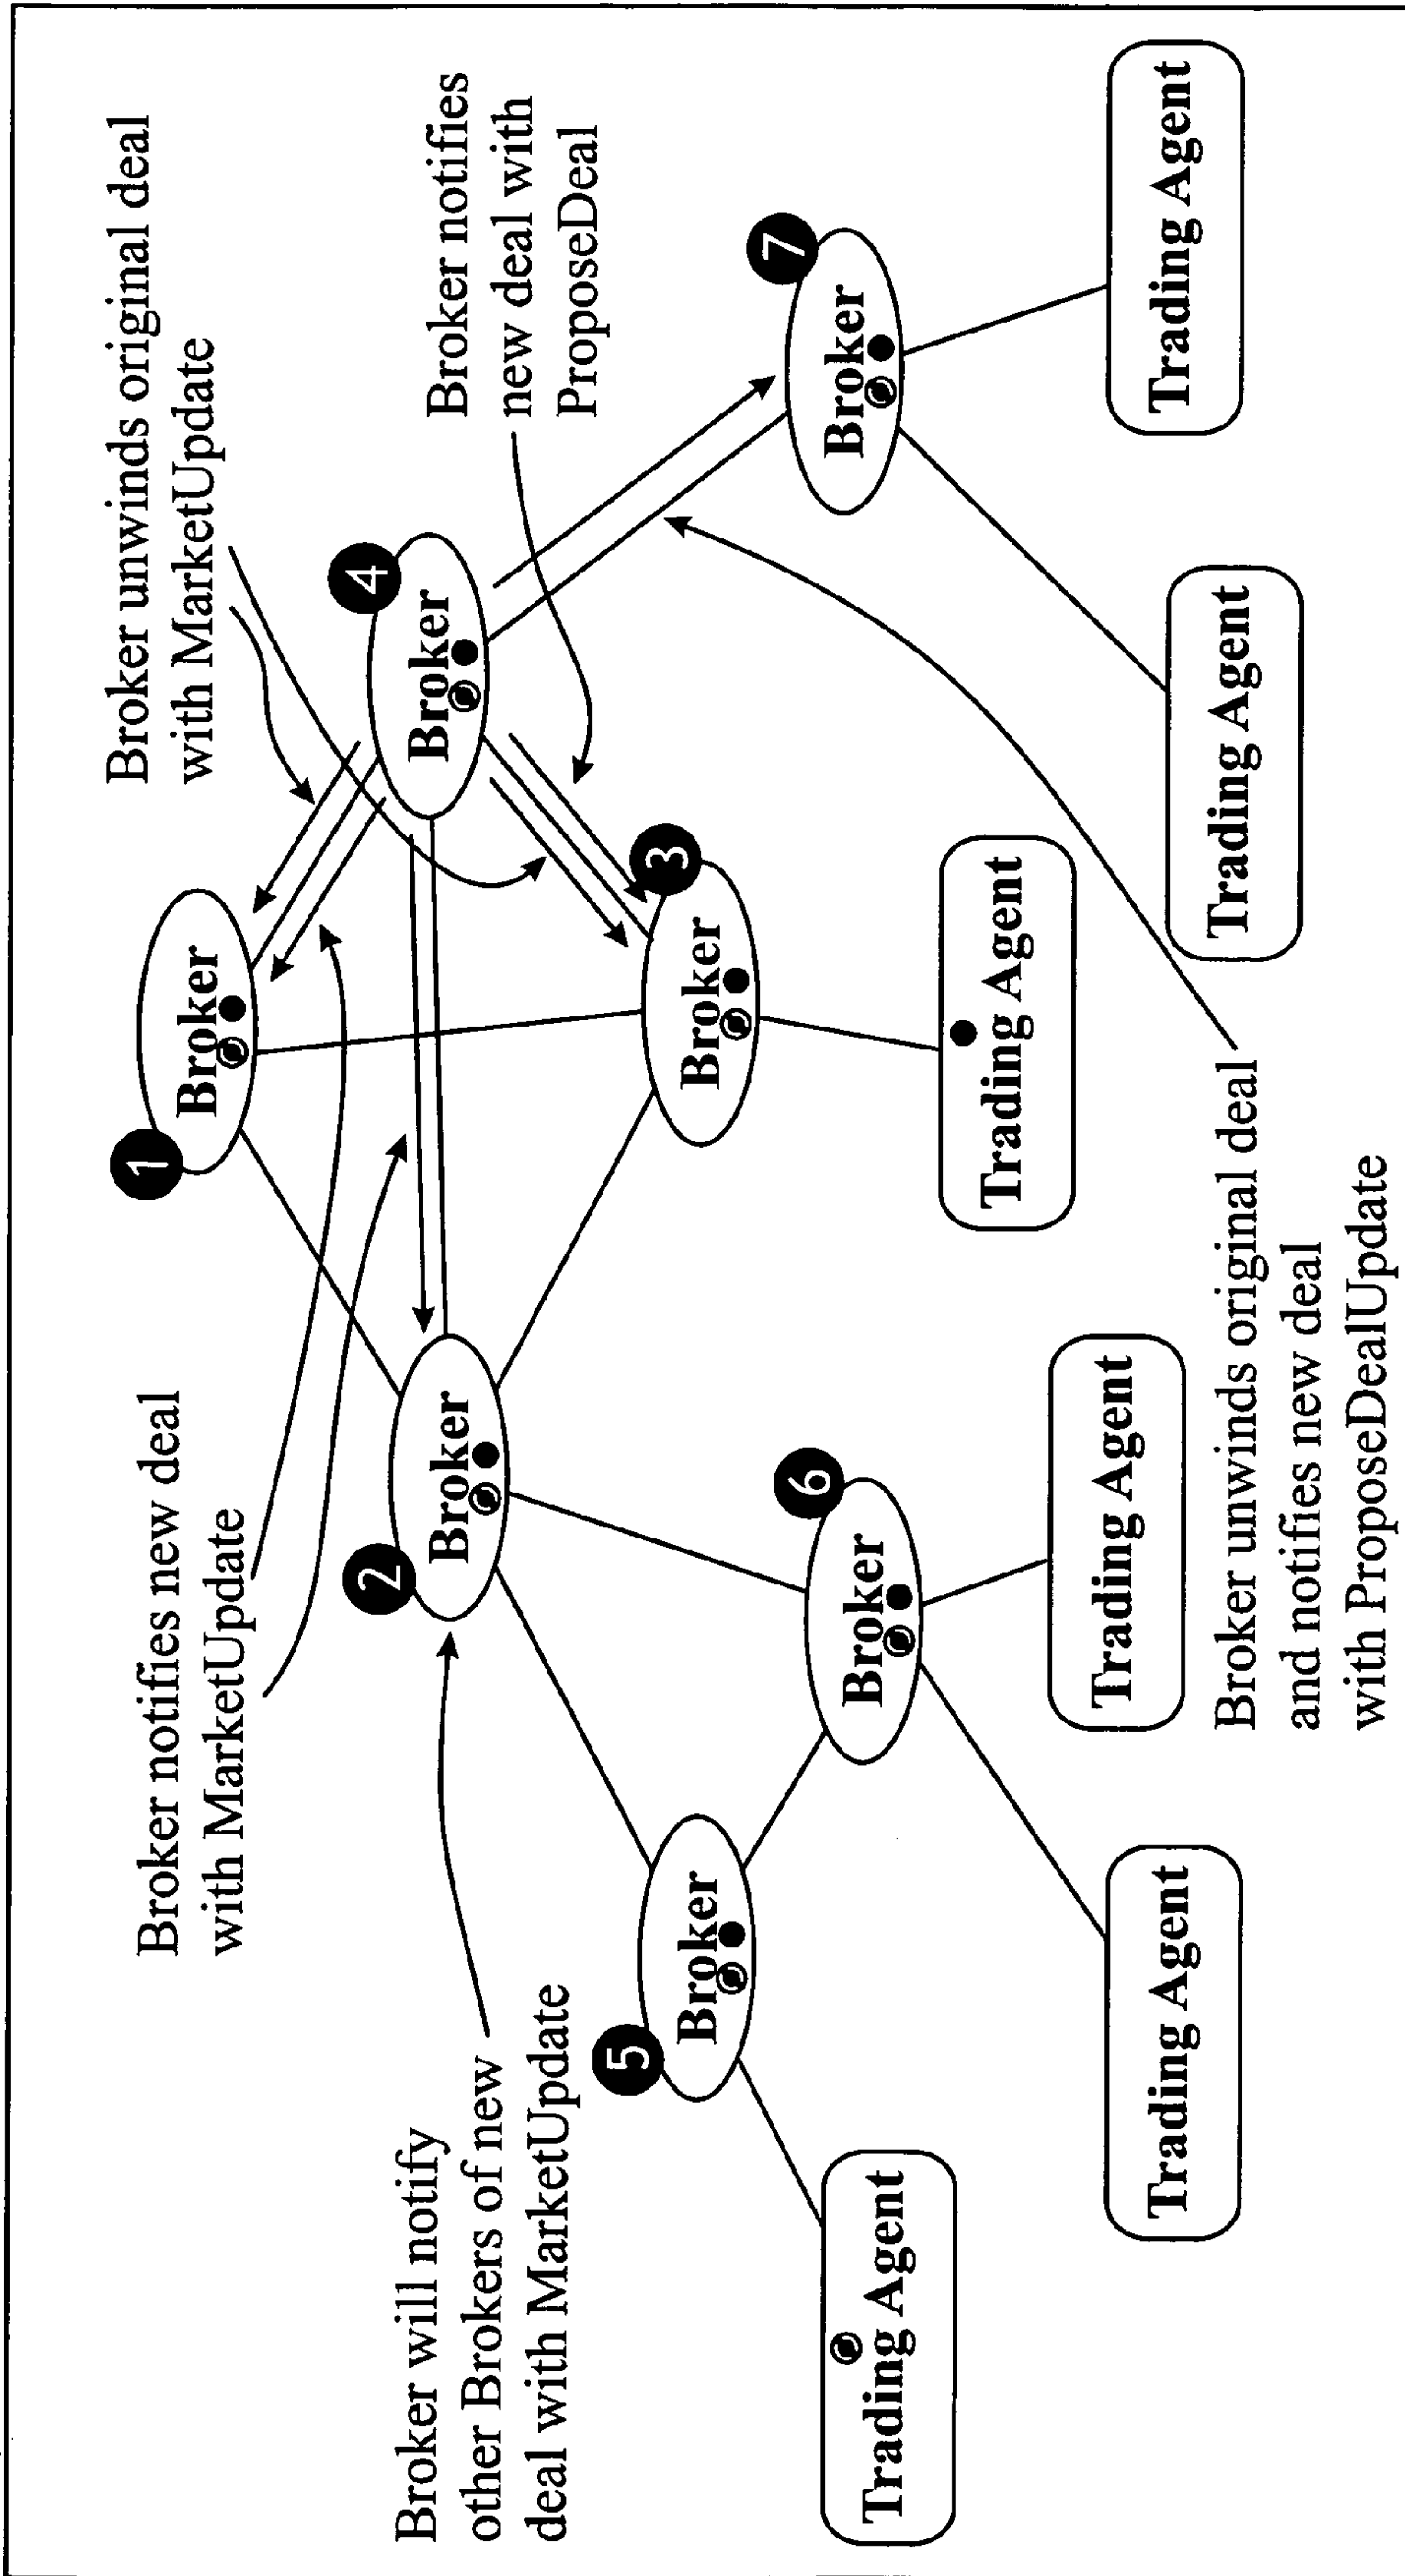 Broker unwinds original deal
with MarketUpdate
Broker notifies new deal
with MarketUpdate
Broker notifies
new deal with
ProposeDeal
Broker will notify
other Brokers of new
deal with MarketUpdate
1
Broker
2
Broker
4
Broker
3
Broker
5
Broker
6
Broker
7
Broker
Trading Agent
Trading Agent
Trading Agent
Trading Agent
Trading Agent
Trading Agent
Broker unwinds original deal
and notifies new deal
with ProposeDealUpdate